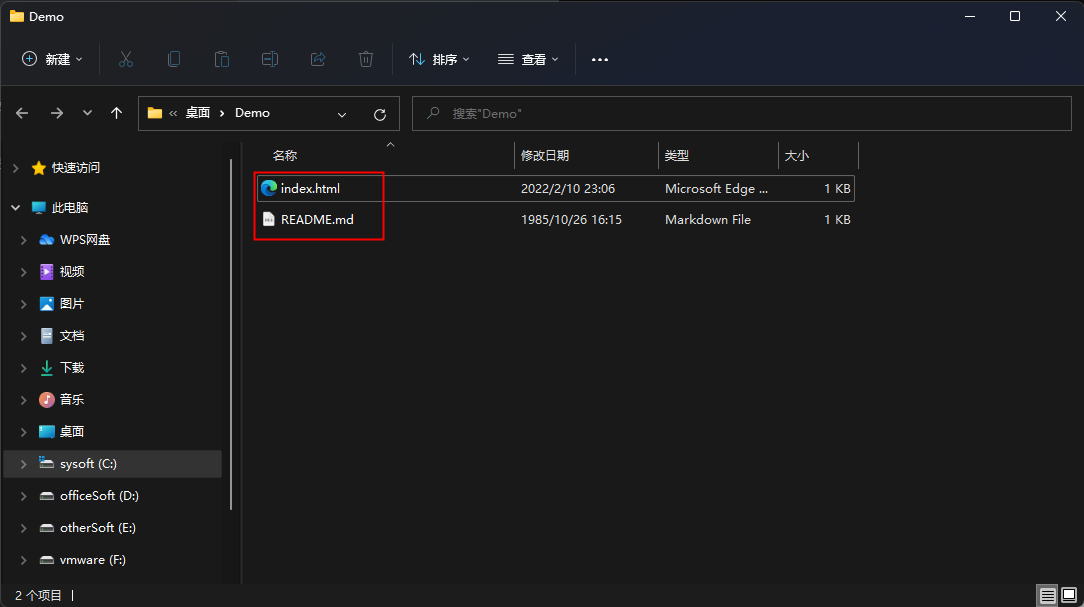 Demo
新建 排序 查看
« 桌面 › Demo 搜索"Demo"
名称 修改日期 类型 大小
快速访问
index.html 2022/2/10 23:06 Microsoft Edge ... 1 KB
此电脑
README.md 1985/10/26 16:15 Markdown File 1 KB
WPS网盘
视频
图片
文档
下载
音乐
桌面
sysoft (C:)
officeSoft (D:)
otherSoft (E:)
vmware (F:)
2 个项目